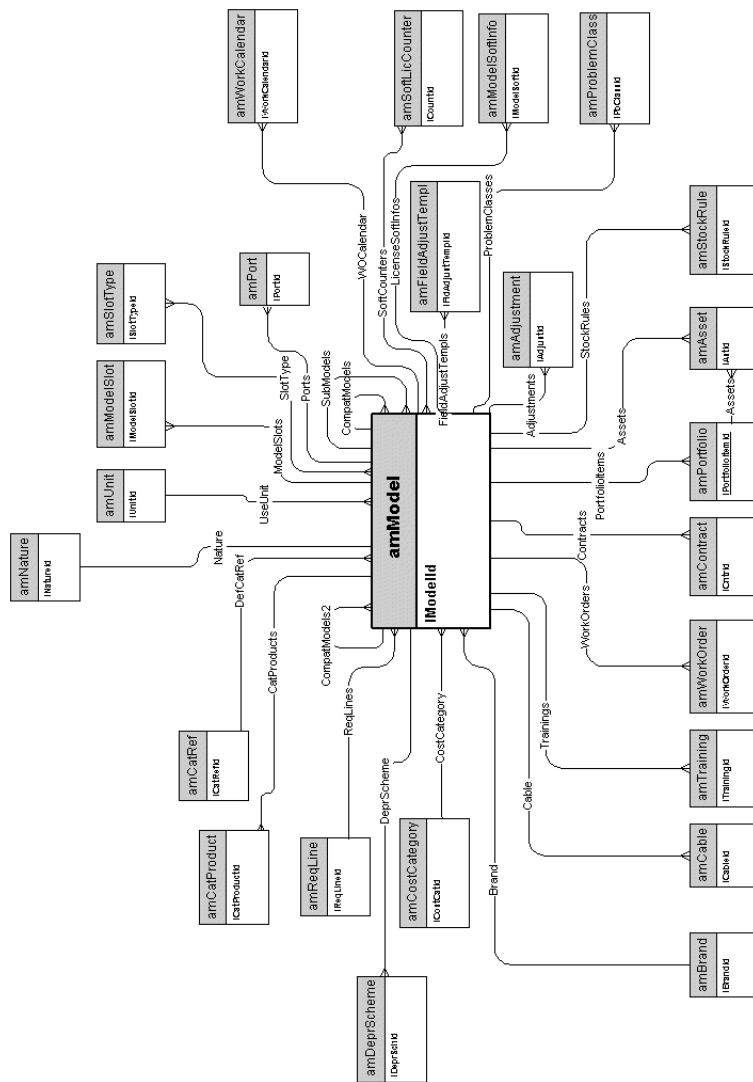 amWorkCalendar
lWorkCalendarId
amSoftLicCounter
lCountId
amModelSoftInfo
lModelSoftId
amProblemClass
lPbClassId
amSlotType
lSlotTypeId
amPort
lPortId
WOCalendar
SoftCounters
LicenseSoftInfos
amFieldAdjustTempl
lFldAdjustTemplId
ProblemClasses
amStockRule
lStockRuleId
amModelSlot
lModelSlotId
SlotType
Ports
SubModels
CompatModels
FieldAdjustTempls
amAdjustment
lAdjustId
Adjustments
StockRules
amAsset
lAstId
Assets
amUnit
lUnitId
ModelSlots
UseUnit
Assets
amPortfolio
lPortfolioItemId
PortfolioItems
amNature
lNatureId
Nature
DefCatRef
CatProducts
CompatModels2
amModel
lModelId
Contracts
amContract
lCntrId
WorkOrders
amWorkOrder
lWorkOrderId
amCatRef
lCatRefId
ReqLines
DeprScheme
CostCategory
Trainings
amTraining
lTrainingId
Cable
amCable
lCableId
amCatProduct
lCatProductId
amReqLine
lReqLineId
amCostCategory
lCostCatId
Brand
amBrand
lBrandId
amDeprScheme
lDeprSchId